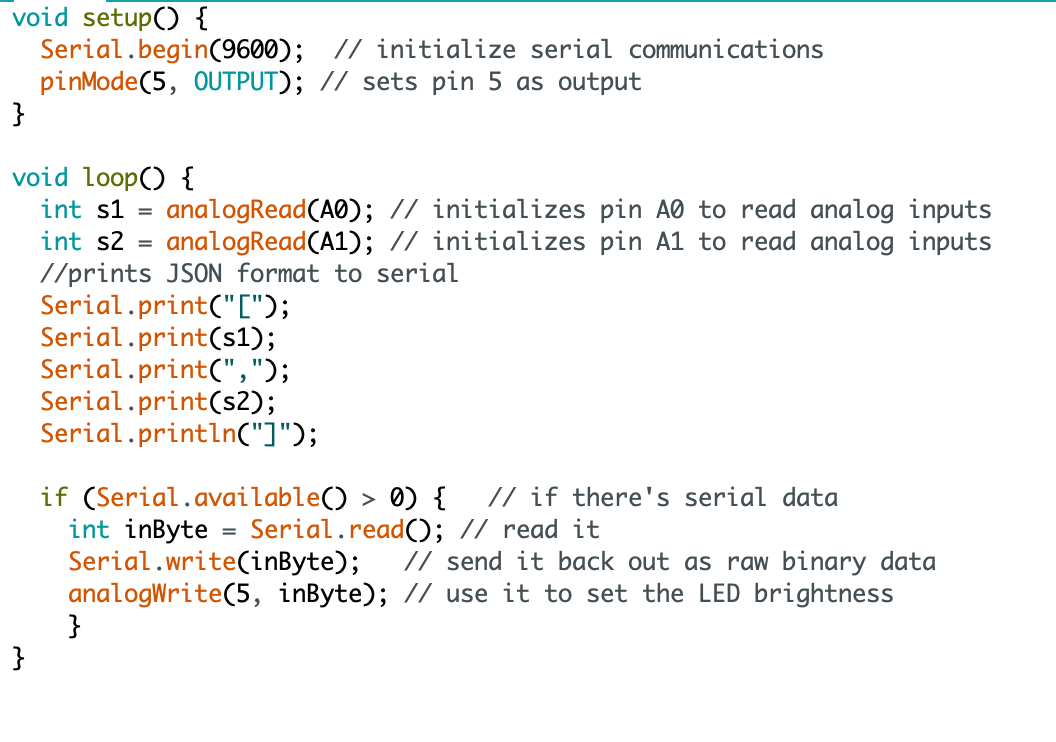 void setup() {
  Serial.begin(9600);  // initialize serial communications
  pinMode(5, OUTPUT); // sets pin 5 as output
}

void loop() {
  int s1 = analogRead(A0); // initializes pin A0 to read analog inputs
  int s2 = analogRead(A1); // initializes pin A1 to read analog inputs
  //prints JSON format to serial
  Serial.print("[");
  Serial.print(s1);
  Serial.print(",");
  Serial.print(s2);
  Serial.println("]");

  if (Serial.available() > 0) {   // if there's serial data
    int inByte = Serial.read(); // read it
    Serial.write(inByte);   // send it back out as raw binary data
    analogWrite(5, inByte); // use it to set the LED brightness
    }
}